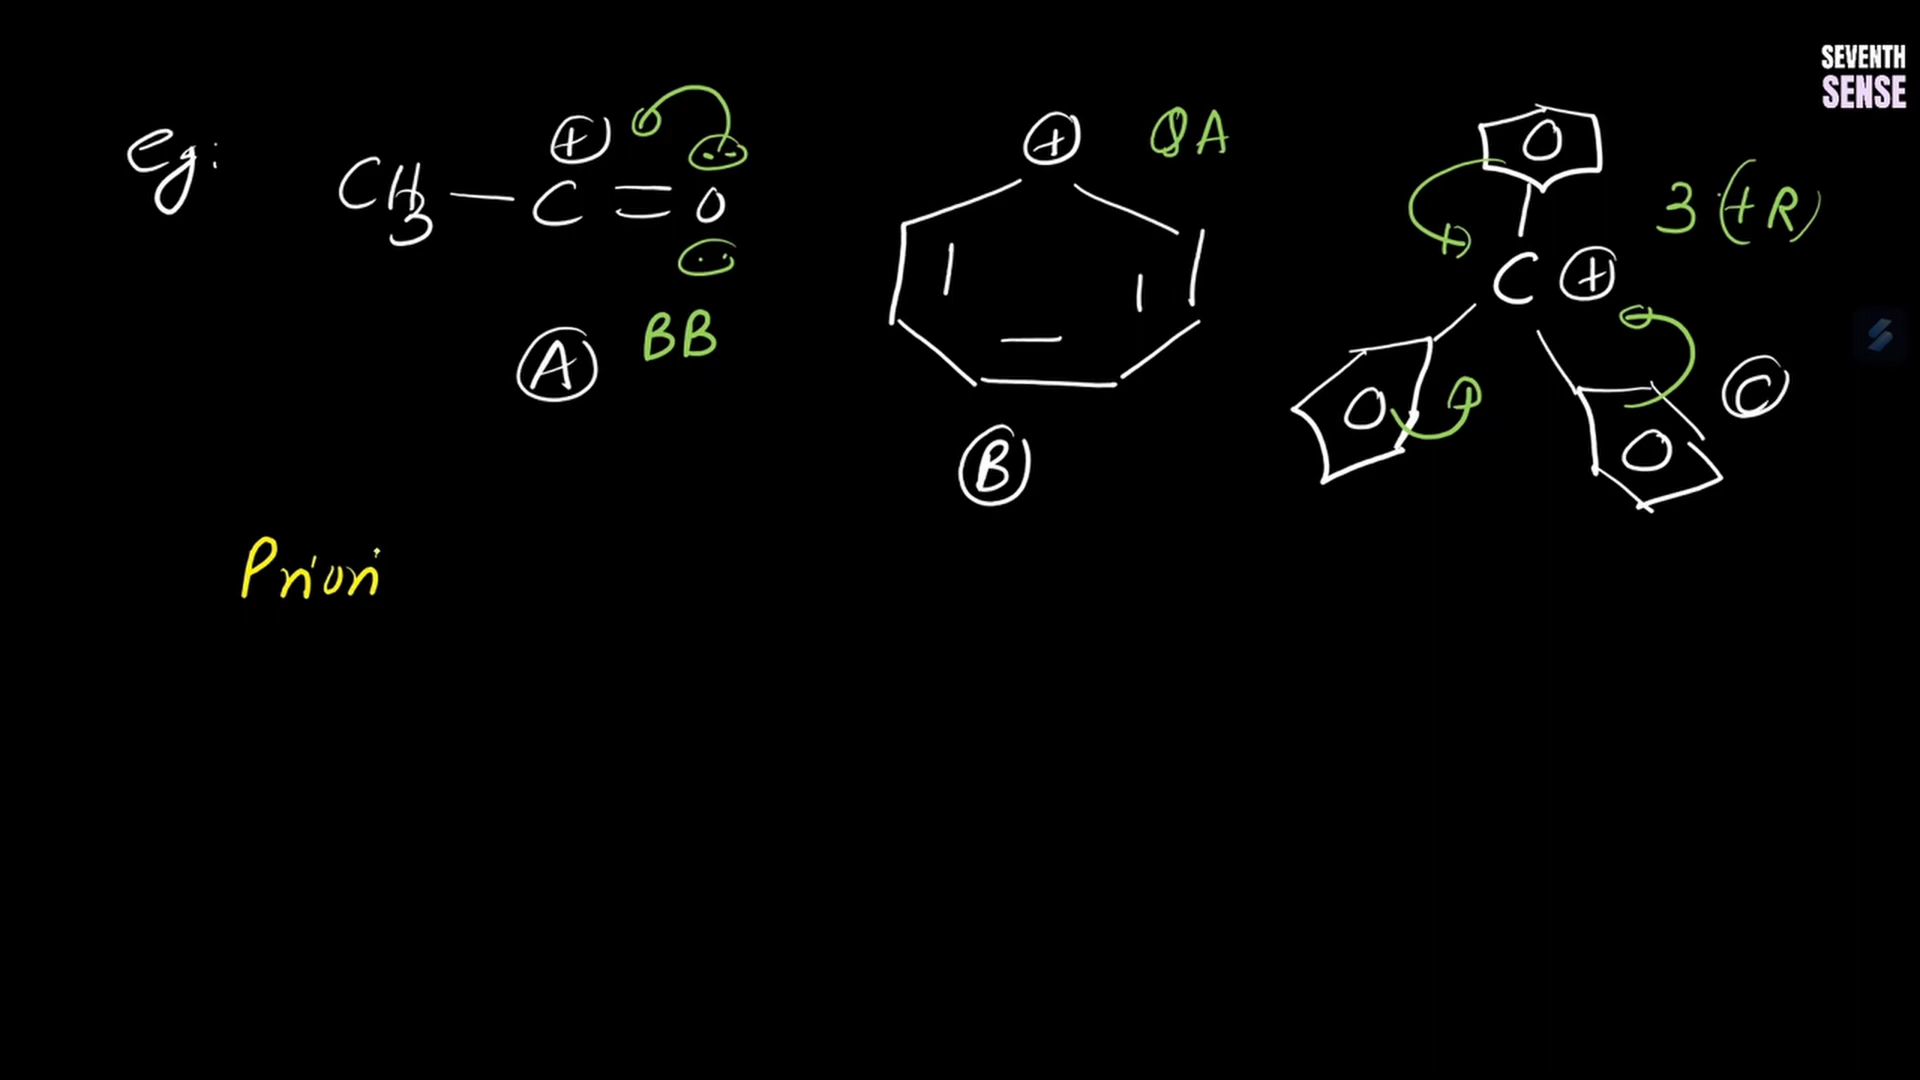 SEVENTH
SENSE
eg:
CH3 — C⊕ = O
⊕ QA
C⊕
3(+R)
A BB
B
C
Priori